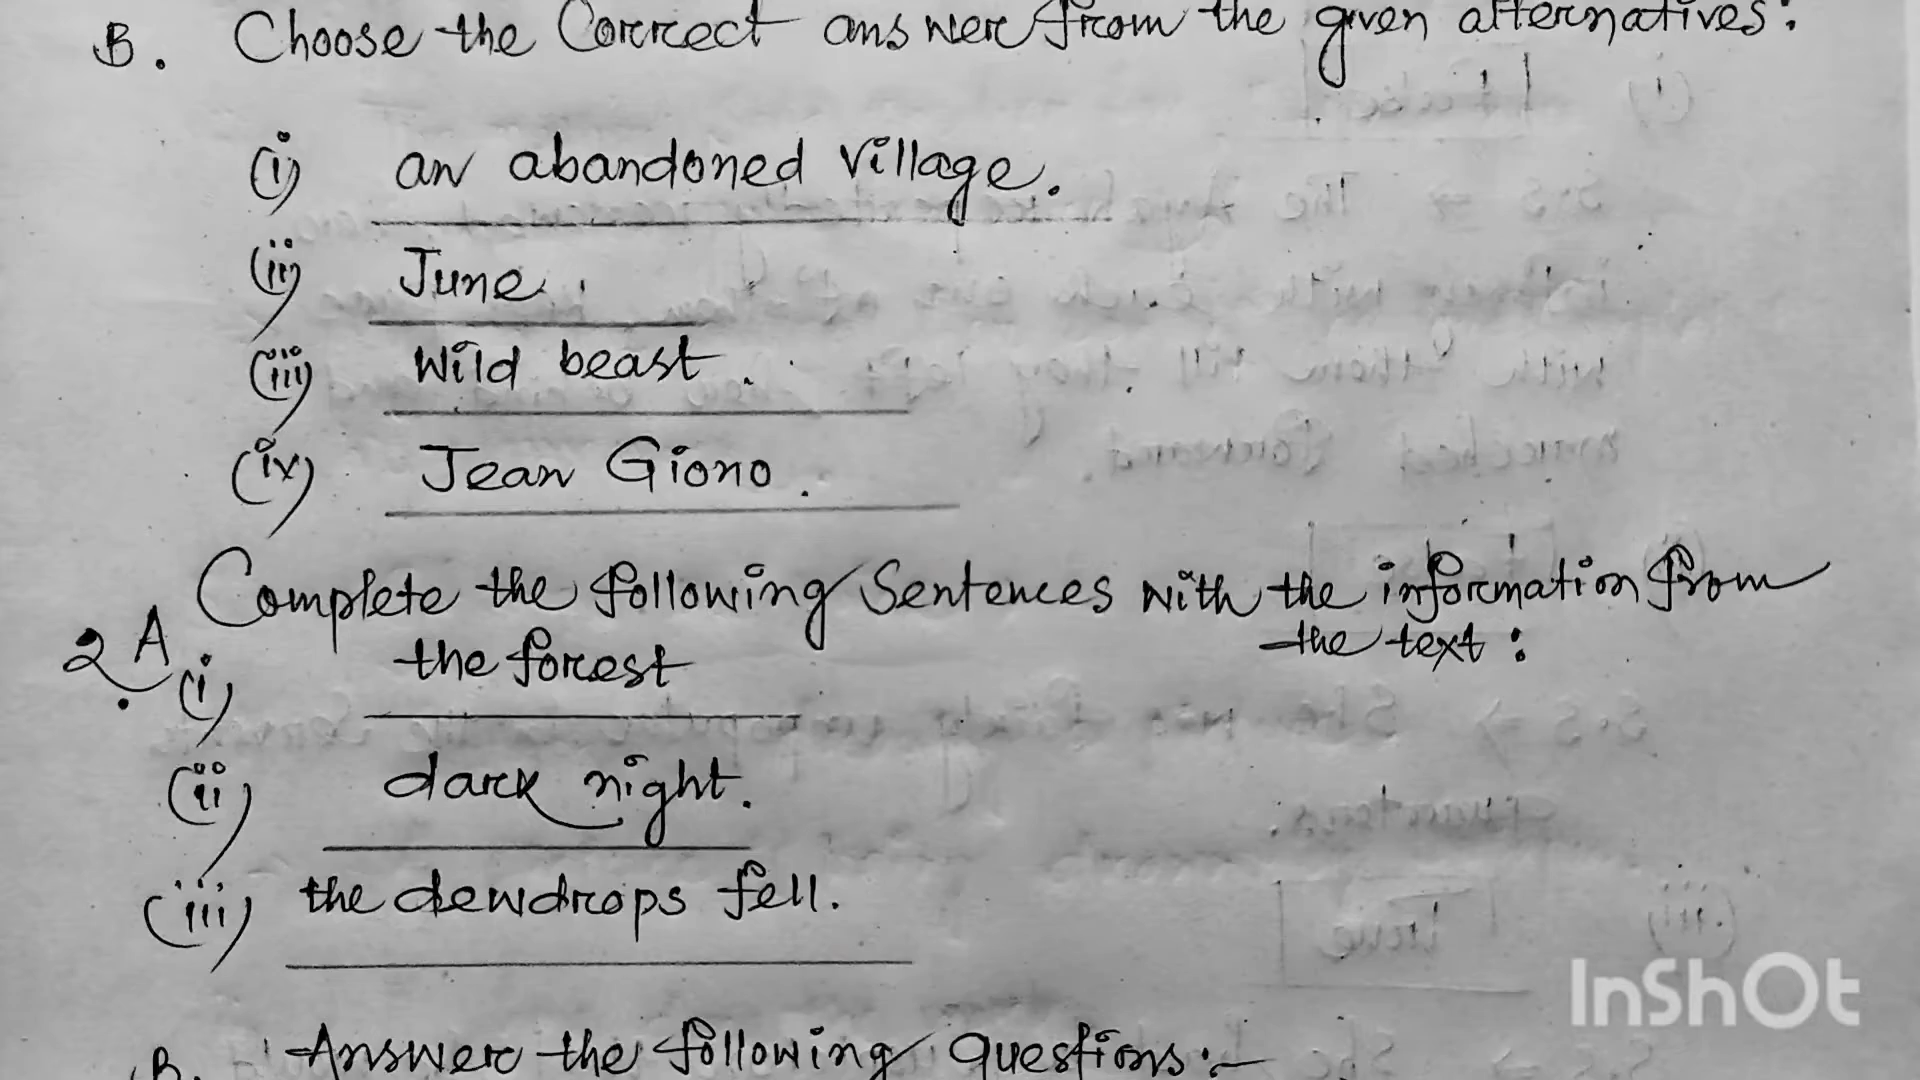 B. Choose the Correct answer from the given alternatives:
(i) an abandoned village.
(ii) June.
(iii) Wild beast.
(iv) Jean Giono.
Complete the following Sentences with the information from
the text:
2. A.
(i) the forest
(ii) dark night.
(iii) the dewdrops fell.
B. Answer the following questions:-
InShOt